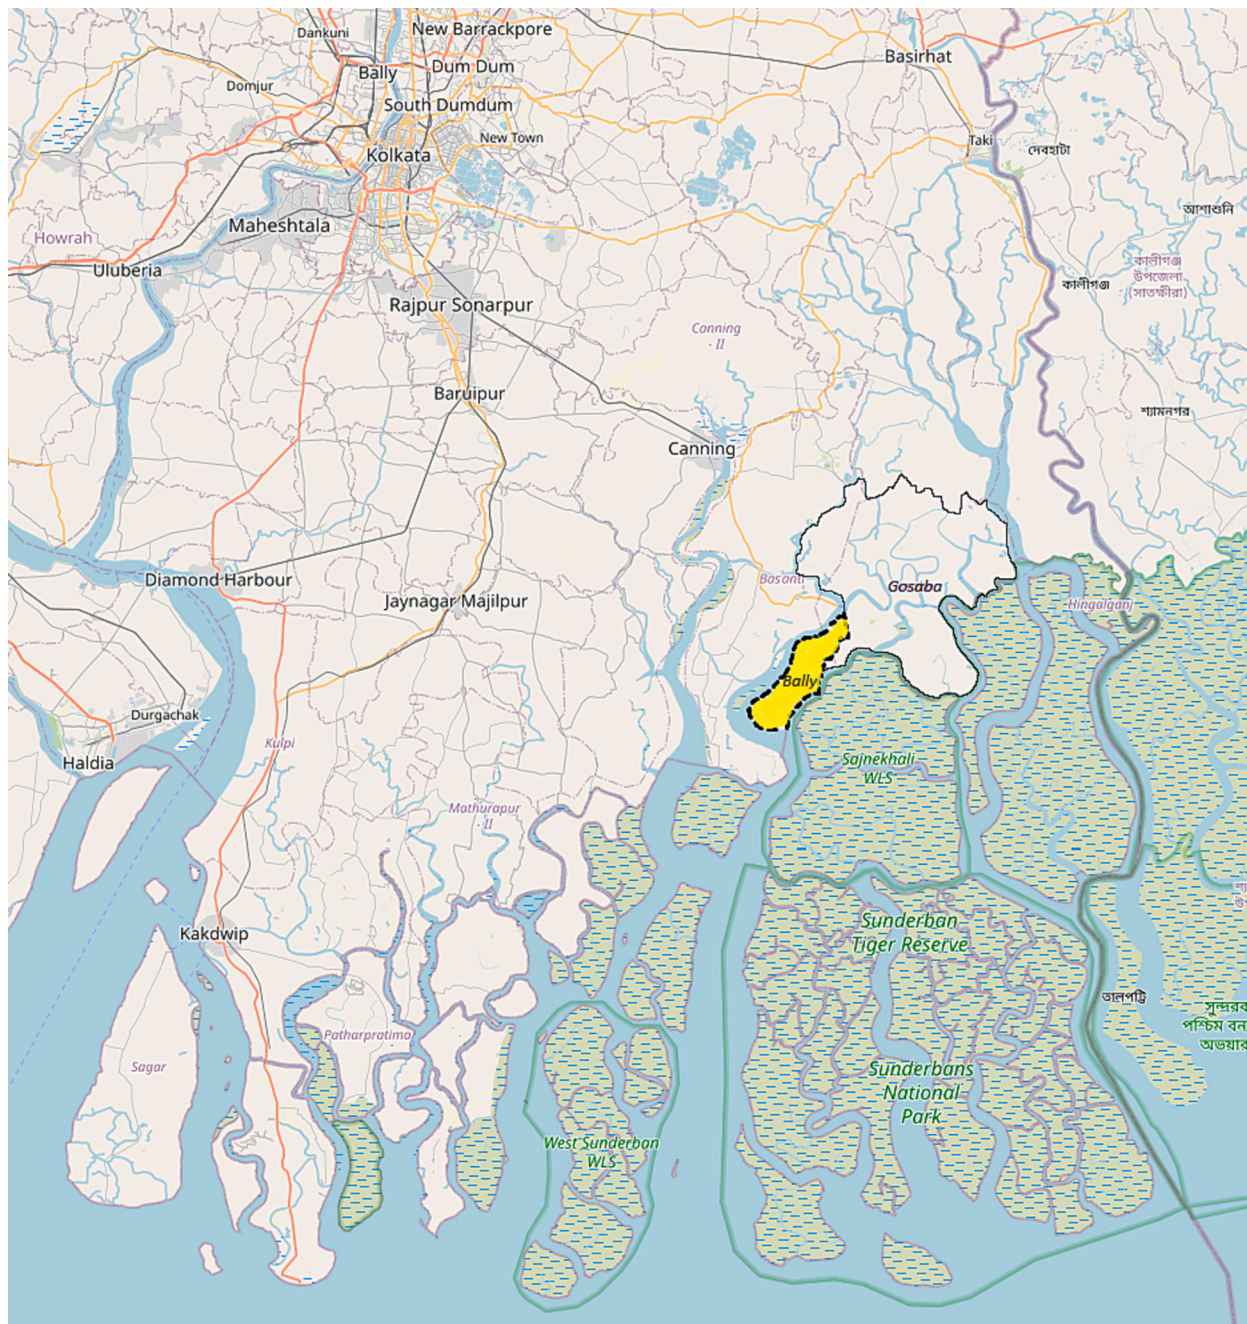 Dankuni
New Barrackpore
Bally
Dum Dum
Basirhat
Domjur
South Dumdum
New Town
Taki
Kolkata
দেবহাটা
Maheshtala
আশাশুনি
Howrah
Uluberia
কালীগঞ্জ
উপজেলা
(সাতক্ষীরা)
কালীগঞ্জ
Rajpur Sonarpur
Canning
- II
Baruipur
শ্যামনগর
Canning
Diamond Harbour
Basanti
Gosaba
Jaynagar Majilpur
Hingalganj
Bally
Durgachak
Kulpi
Haldia
Sajnekhali
WLS
Mathurapur
- II
Sunderban
Tiger Reserve
Kakdwip
তালপট্টি
পশ্চিম বন
অভয়ার
Patharpratima
Sagar
Sunderbans
National
Park
West Sunderban
WLS